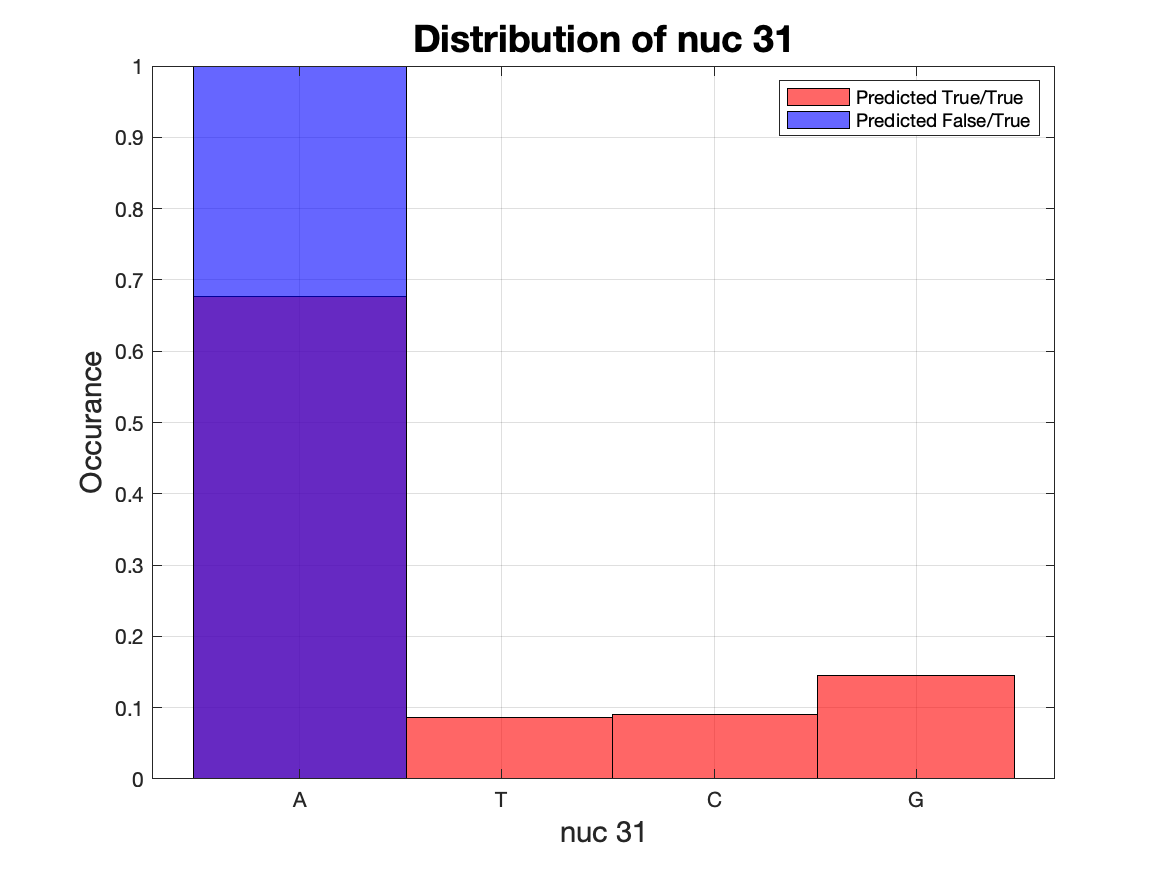 Distribution of nuc 31
Predicted True/True
Predicted False/True
1
0.9
0.8
0.7
0.6
0.5
0.4
0.3
0.2
0.1
0
Occurance
A T C G
nuc 31